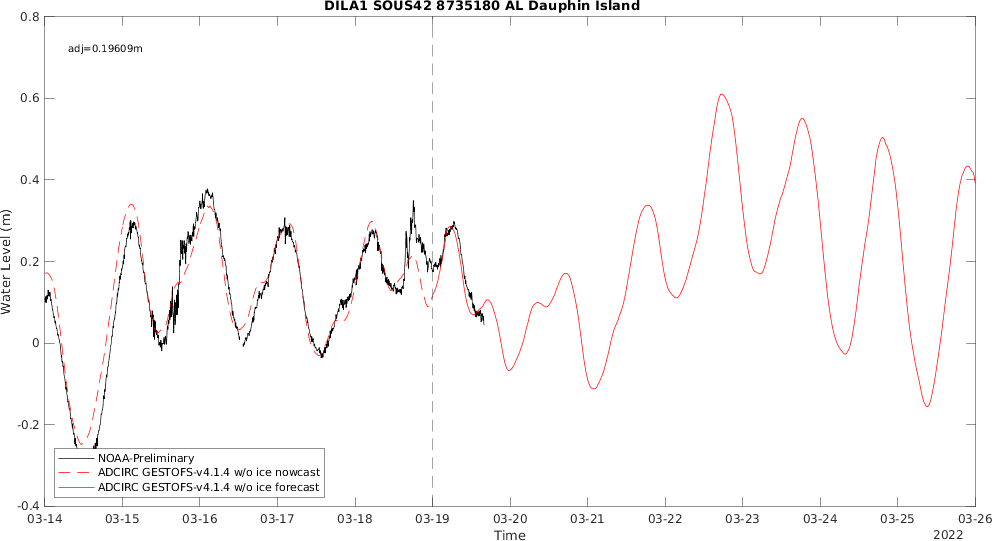 DILA1 SOUS42 8735180 AL Dauphin Island
adj=0.19609m
Water Level (m)
0.8
0.6
0.4
0.2
0
-0.2
-0.4
NOAA-Preliminary
ADCIRC GESTOFS-v4.1.4 w/o ice nowcast
ADCIRC GESTOFS-v4.1.4 w/o ice forecast
03-14 03-15 03-16 03-17 03-18 03-19 03-20 03-21 03-22 03-23 03-24 03-25 03-26
Time
2022